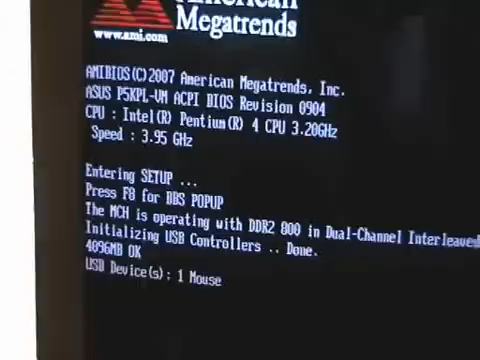 American
Megatrends
www.ami.com
AMIBIOS(C)2007 American Megatrends, Inc.
ASUS P5KPL-VM ACPI BIOS Revision 0904
CPU : Intel(R) Pentium(R) 4 CPU 3.20GHz
Speed : 3.95 GHz
Entering SETUP ...
Press F8 for BBS POPUP
The MCH is operating with DDR2 800 in Dual-Channel Interleaved
Initializing USB Controllers .. Done.
4096MB OK
USB Device(s): 1 Mouse